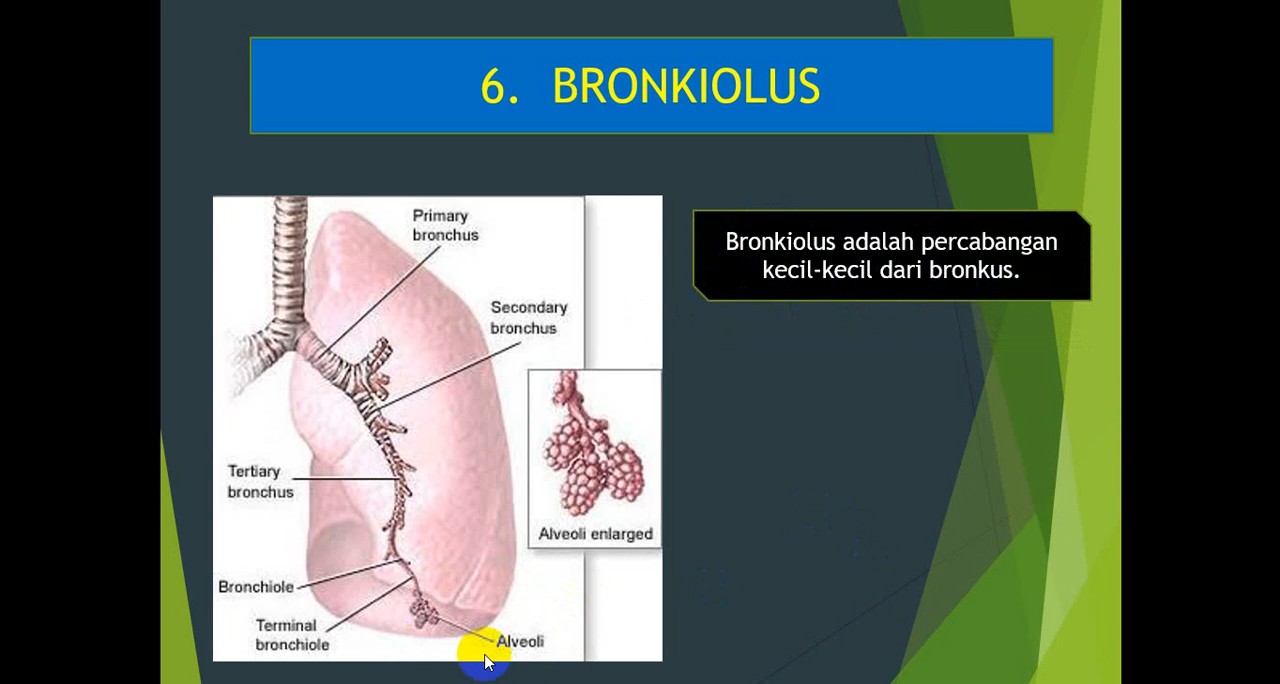 6. BRONKIOLUS
Primary
bronchus
Secondary
bronchus
Tertiary
bronchus
Alveoli enlarged
Bronchiole
Terminal
bronchiole
Alveoli
Bronkiolus adalah percabangan
kecil-kecil dari bronkus.